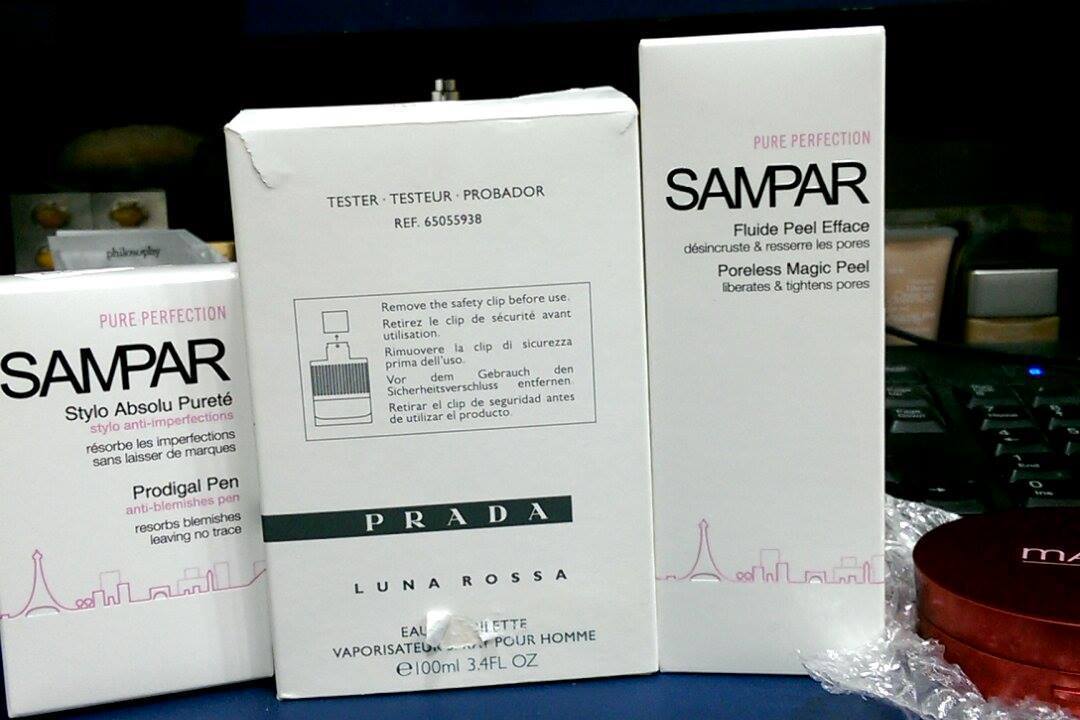 philosophy
PURE PERFECTION
SAMPAR
Stylo Absolu Pureté
stylo anti-imperfections
résorbe les imperfections
sans laisser de marques
Prodigal Pen
anti-blemishes pen
resorbs blemishes
leaving no trace
TESTER · TESTEUR · PROBADOR
REF. 65055938
Remove the safety clip before use.
Retirez le clip de sécurité avant
utilisation.
Rimuovere la clip di sicurezza
prima dell'uso.
Vor dem Gebrauch den
Sicherheitsverschluss entfernen.
Retirar el clip de seguridad antes
de utilizar el producto.
PRADA
LUNA ROSSA
VAPORISATEUR POUR HOMME
℮100ml 3.4FL OZ
PURE PERFECTION
SAMPAR
Fluide Peel Efface
désincruste & resserre les pores
Poreless Magic Peel
liberates & tightens pores